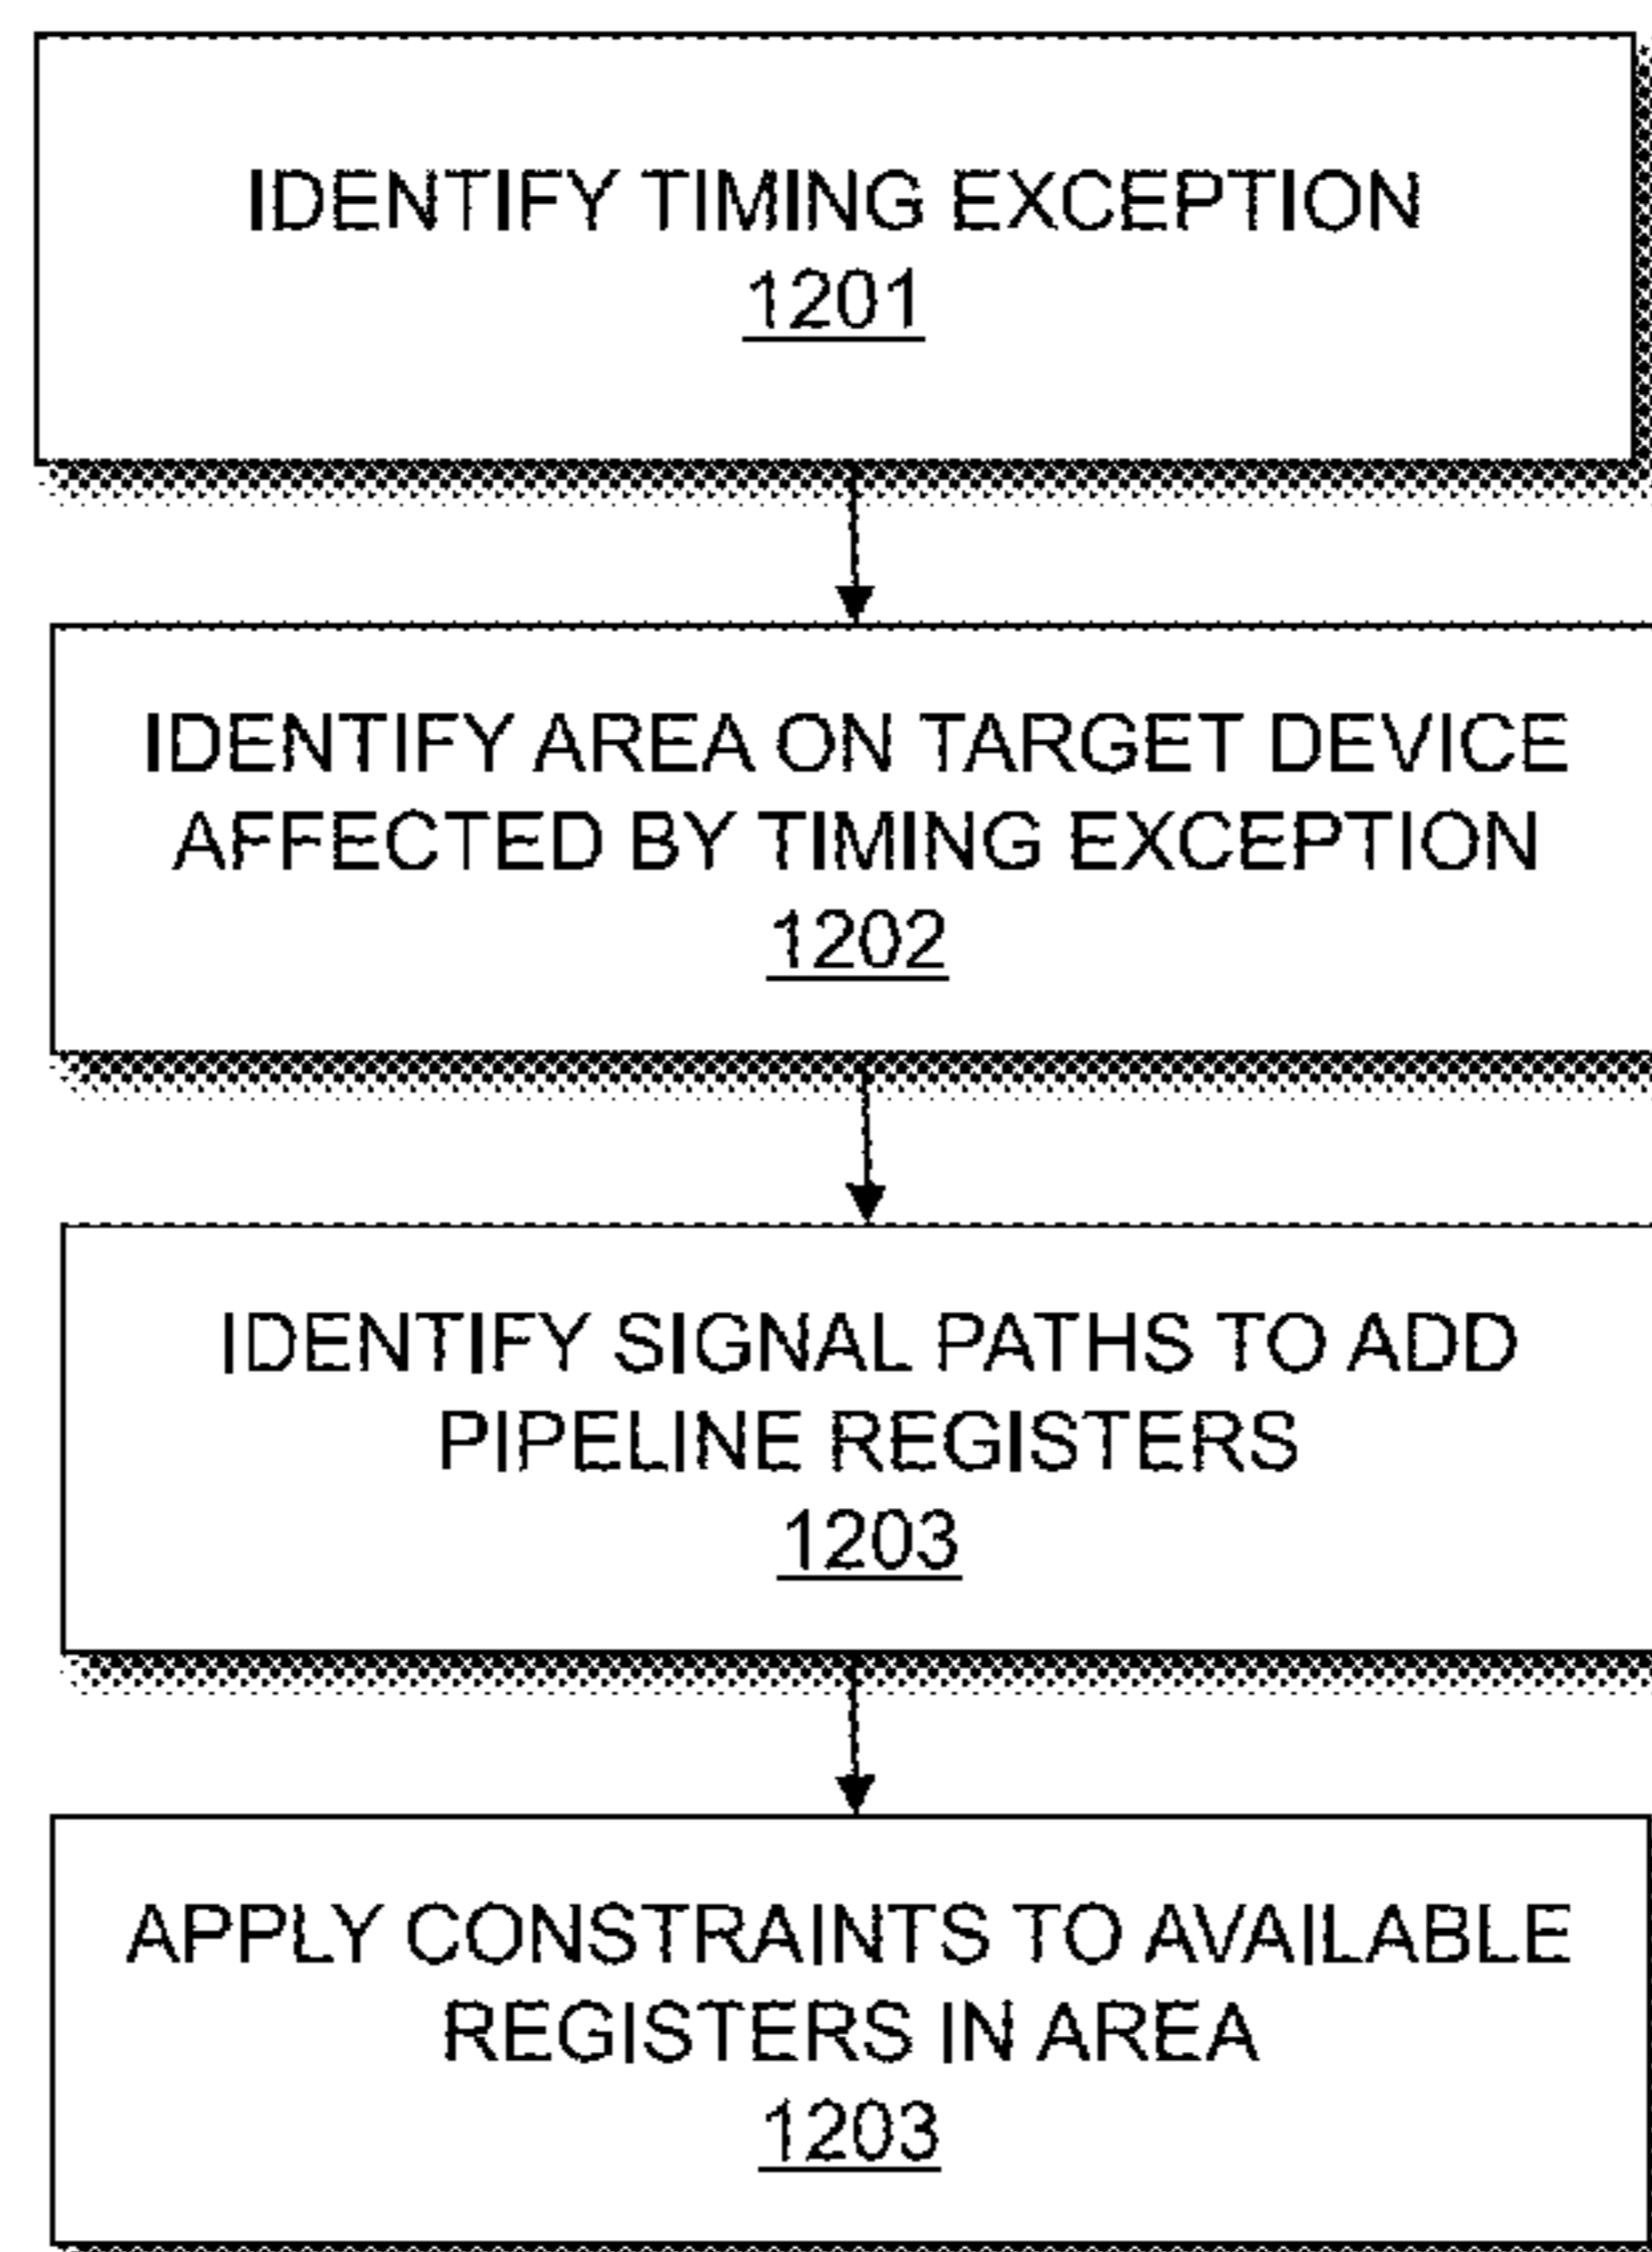 IDENTIFY TIMING EXCEPTION
1201
IDENTIFY AREA ON TARGET DEVICE
AFFECTED BY TIMING EXCEPTION
1202
IDENTIFY SIGNAL PATHS TO ADD
PIPELINE REGISTERS
1203
APPLY CONSTRAINTS TO AVAILABLE
REGISTERS IN AREA
1203